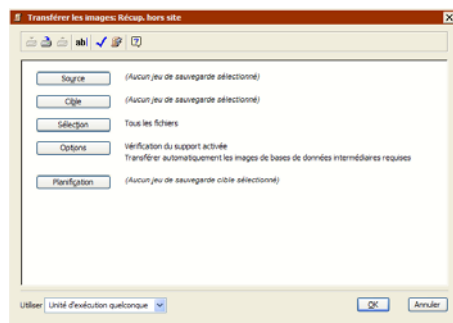 Transférer les images: Récup. hors site
ab|
Source (Aucun jeu de sauvegarde sélectionné)
Cible (Aucun jeu de sauvegarde sélectionné)
Sélection Tous les fichiers
Options Vérification du support activée
Transférer automatiquement les images de bases de données intermédiaires requises
Planification (Aucun jeu de sauvegarde cible sélectionné)
Utiliser Unité d'exécution quelconque OK Annuler